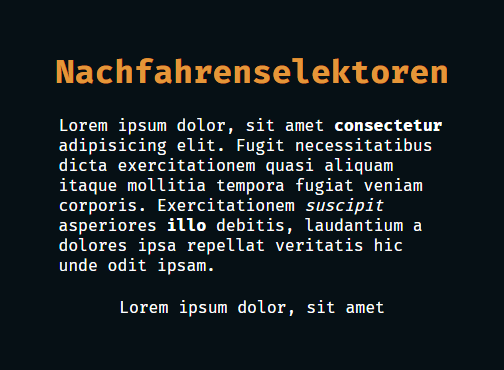 Nachfahrenselektoren
Lorem ipsum dolor, sit amet consectetur
adipisicing elit. Fugit necessitatibus
dicta exercitationem quasi aliquam
itaque mollitia tempora fugiat veniam
corporis. Exercitationem suscipit
asperiores illo debitis, laudantium a
dolores ipsa repellat veritatis hic
unde odit ipsam.
Lorem ipsum dolor, sit amet